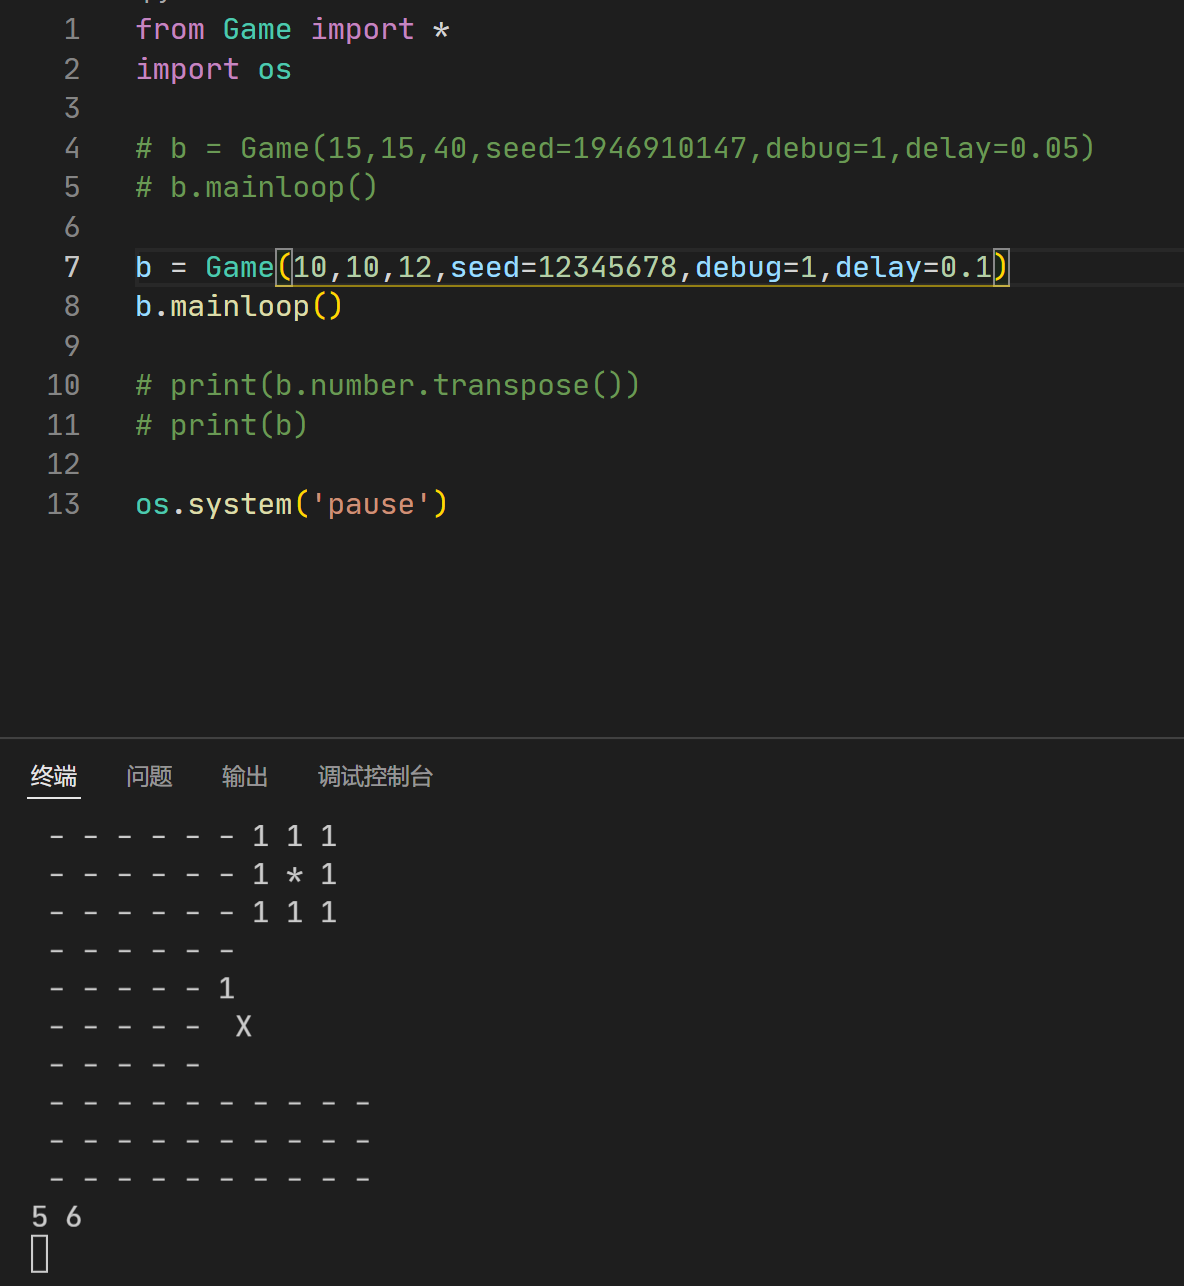 1 from Game import *
2 import os
3
4 # b = Game(15,15,40,seed=1946910147,debug=1,delay=0.05)
5 # b.mainloop()
6
7 b = Game(10,10,12,seed=12345678,debug=1,delay=0.1)
8 b.mainloop()
9
10 # print(b.number.transpose())
11 # print(b)
12
13 os.system('pause')
终端 问题 输出 调试控制台
- - - - - - 1 1 1
- - - - - - 1 * 1
- - - - - - 1 1 1
- - - - - -
- - - - - 1
- - - - -  X
- - - - -
- - - - - - - - - -
- - - - - - - - - -
- - - - - - - - - -
5 6